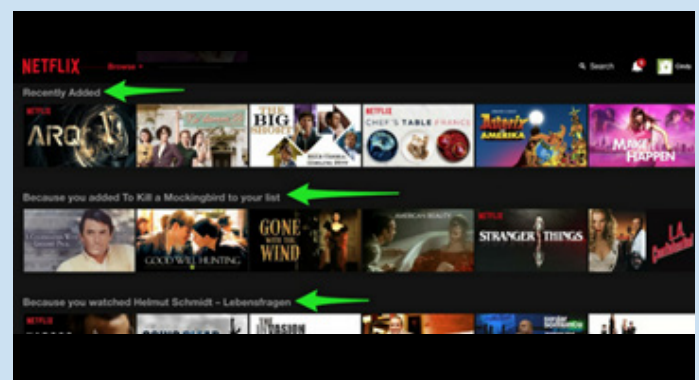 NETFLIX Browse Search Cindy
Recently Added
NETFLIX
ARQ
THE BIG SHORT
NETFLIX
CHEF'S TABLE FRANCE
Asterix
AMERIKA
MAKE HAPPEN
Because you added To Kill a Mockingbird to your list
GOOD WILL HUNTING
GONE WITH THE WIND
AMERICAN BEAUTY
NETFLIX
STRANGER THINGS
L.A. Confidential
Because you watched Helmut Schmidt – Lebensfragen
NETFLIX
THE